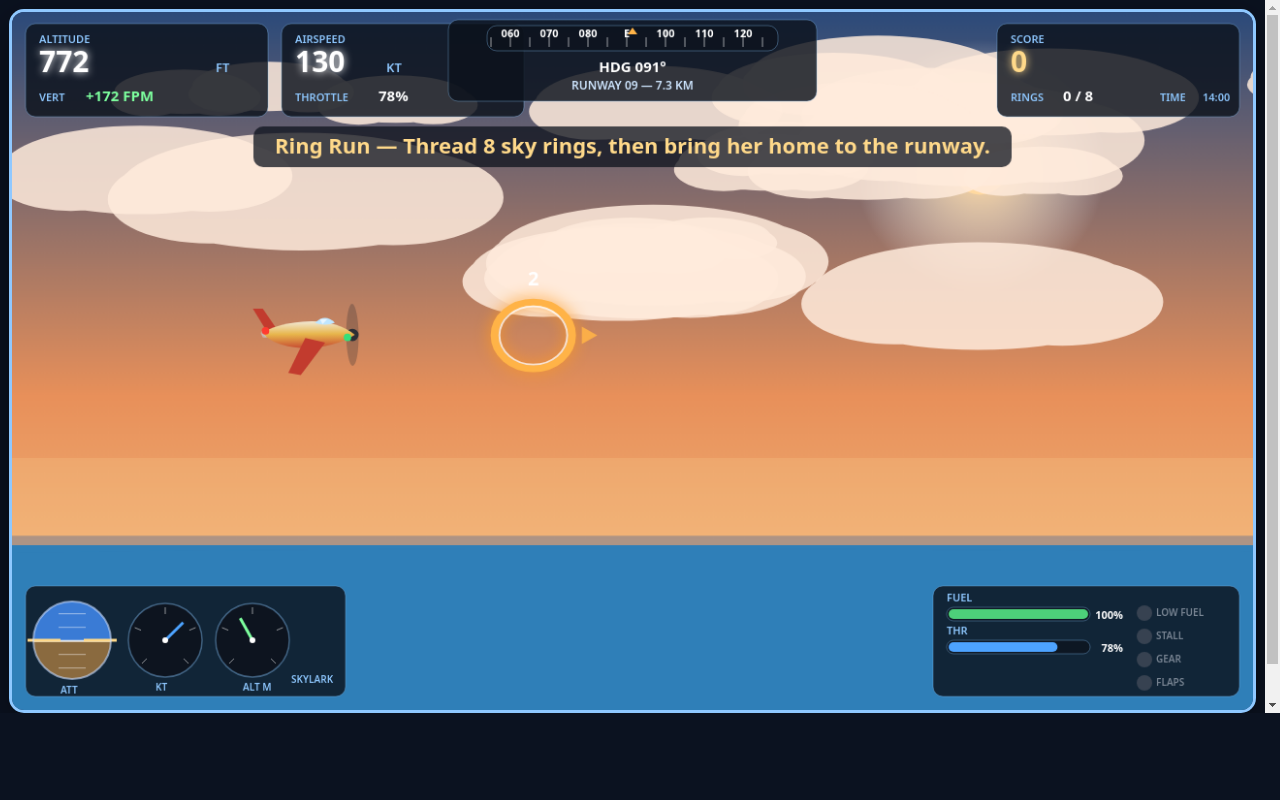 ALTITUDE
772 FT
VERT +172 FPM
AIRSPEED
130 KT
THROTTLE 78%
060 070 080 E 100 110 120
HDG 091°
RUNWAY 09 — 7.3 KM
SCORE
0
RINGS 0 / 8 TIME 14:00
Ring Run — Thread 8 sky rings, then bring her home to the runway.
2
ATT
KT
ALT M
SKYLARK
FUEL
100%
THR
78%
LOW FUEL
STALL
GEAR
FLAPS